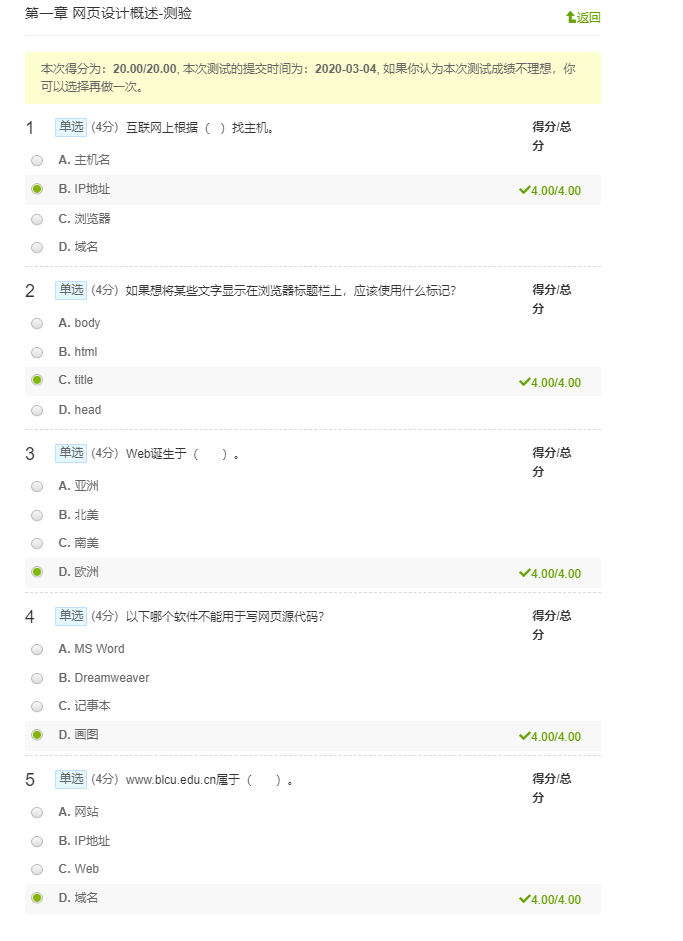 第一章 网页设计概述-测验
返回
本次得分为：20.00/20.00, 本次测试的提交时间为：2020-03-04, 如果你认为本次测试成绩不理想，你
可以选择再做一次。
1 单选 (4分) 互联网上根据（ ）找主机。 得分/总
分
A. 主机名
B. IP地址 4.00/4.00
C. 浏览器
D. 域名
2 单选 (4分) 如果想将某些文字显示在浏览器标题栏上，应该使用什么标记? 得分/总
分
A. body
B. html
C. title 4.00/4.00
D. head
3 单选 (4分) Web诞生于（ ）。 得分/总
分
A. 亚洲
B. 北美
C. 南美
D. 欧洲 4.00/4.00
4 单选 (4分) 以下哪个软件不能用于写网页源代码? 得分/总
分
A. MS Word
B. Dreamweaver
C. 记事本
D. 画图 4.00/4.00
5 单选 (4分) www.blcu.edu.cn属于（ ）。 得分/总
分
A. 网站
B. IP地址
C. Web
D. 域名 4.00/4.00